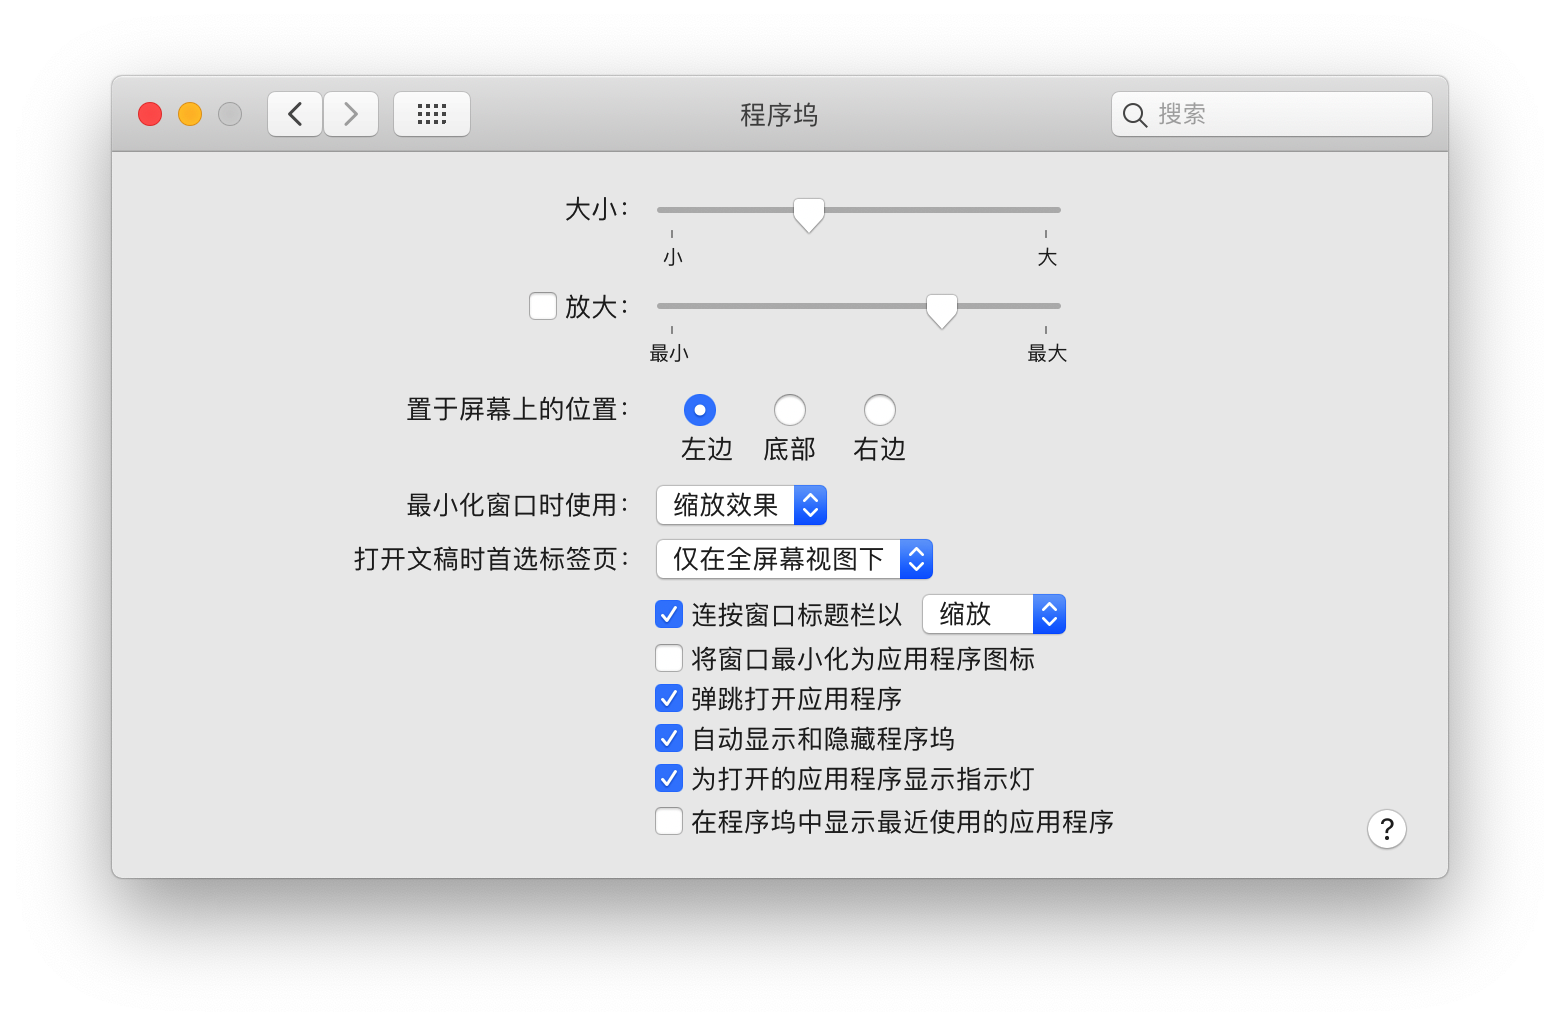 程序坞
搜索
大小：
小 大
放大：
最小 最大
置于屏幕上的位置：
左边 底部 右边
最小化窗口时使用： 缩放效果
打开文稿时首选标签页： 仅在全屏幕视图下
连按窗口标题栏以 缩放
将窗口最小化为应用程序图标
弹跳打开应用程序
自动显示和隐藏程序坞
为打开的应用程序显示指示灯
在程序坞中显示最近使用的应用程序
?